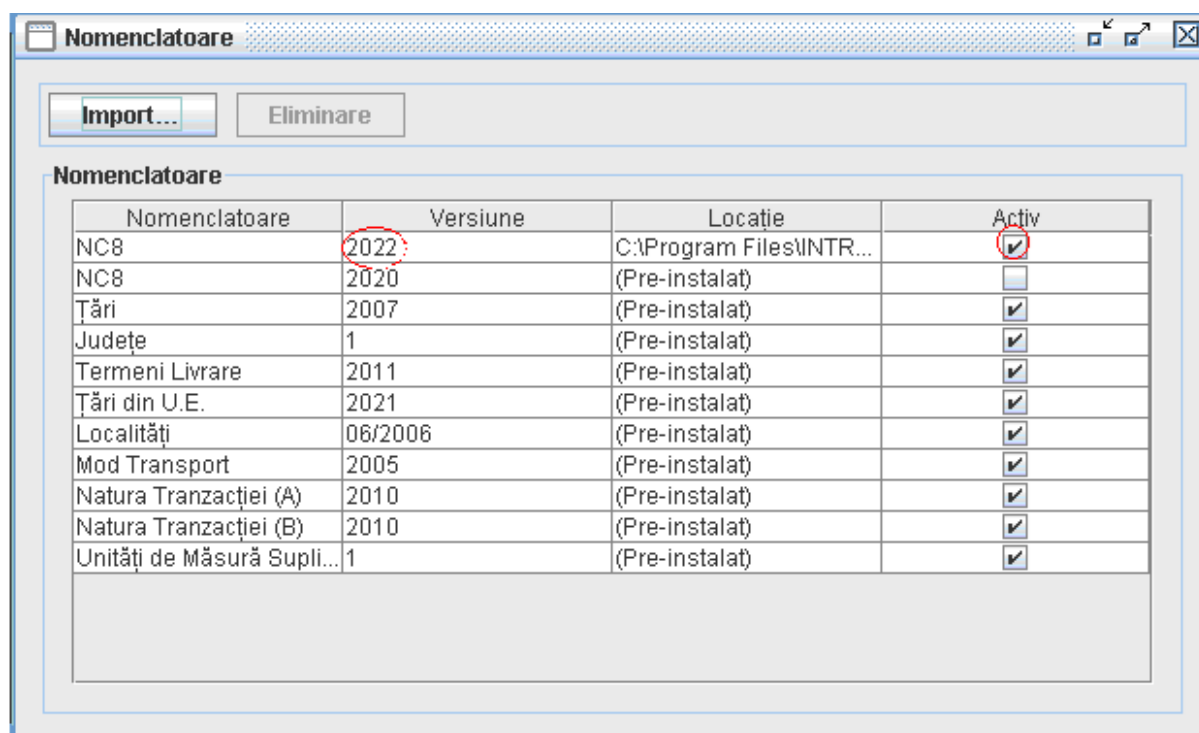 Nomenclatoare
Import... Eliminare
Nomenclatoare
Nomenclatoare Versiune Locație Activ
NC8 2022 C:\Program Files\INTR...
NC8 2020 (Pre-instalat)
Țări 2007 (Pre-instalat)
Județe 1 (Pre-instalat)
Termeni Livrare 2011 (Pre-instalat)
Țări din U.E. 2021 (Pre-instalat)
Localități 06/2006 (Pre-instalat)
Mod Transport 2005 (Pre-instalat)
Natura Tranzacției (A) 2010 (Pre-instalat)
Natura Tranzacției (B) 2010 (Pre-instalat)
Unități de Măsură Supli... 1 (Pre-instalat)